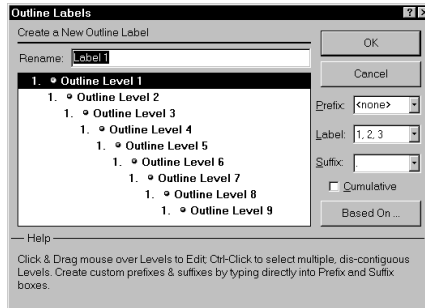 Outline Labels
Create a New Outline Label
Rename: Label 1
1. Outline Level 1
1. Outline Level 2
1. Outline Level 3
1. Outline Level 4
1. Outline Level 5
1. Outline Level 6
1. Outline Level 7
1. Outline Level 8
1. Outline Level 9
OK
Cancel
Prefix: <none>
Label: 1, 2, 3
Suffix: .
Cumulative
Based On ...
Help
Click & Drag mouse over Levels to Edit; Ctrl-Click to select multiple, dis-contiguous
Levels. Create custom prefixes & suffixes by typing directly into Prefix and Suffix
boxes.